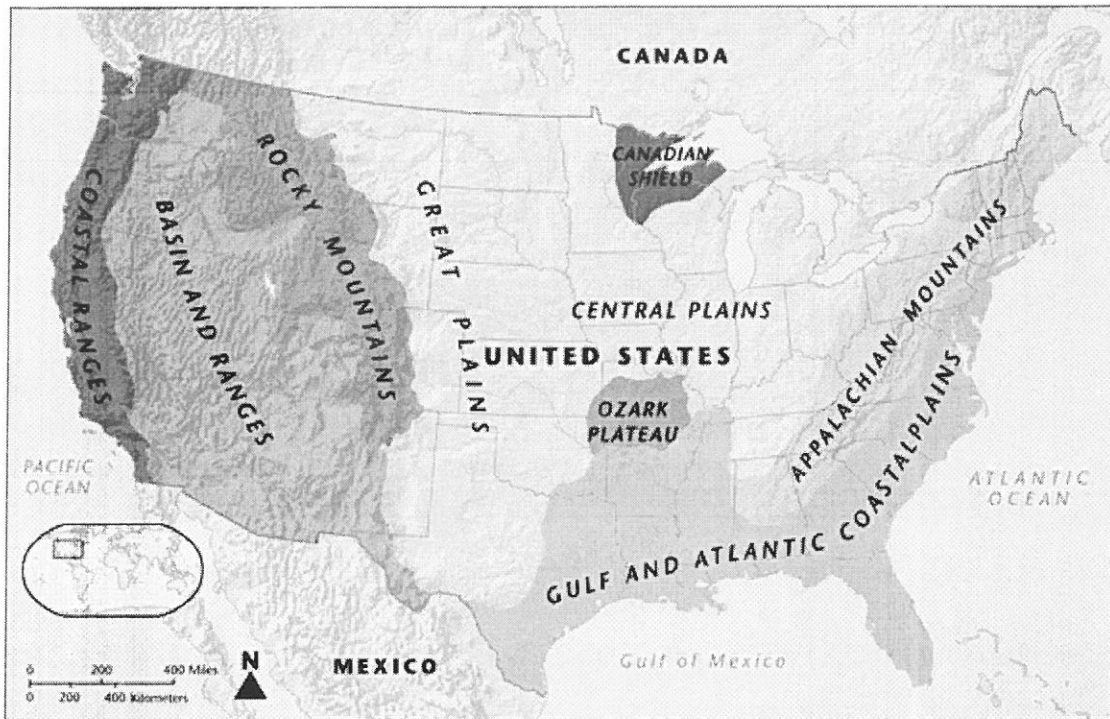 CANADA
CANADIAN
SHIELD
ROCKY MOUNTAINS
COASTAL RANGES
BASIN AND RANGES
GREAT PLAINS
CENTRAL PLAINS
UNITED STATES
OZARK
PLATEAU
APPALACHIAN MOUNTAINS
GULF AND ATLANTIC COASTALPLAINS
PACIFIC
OCEAN
ATLANTIC
OCEAN
Gulf of Mexico
MEXICO
N
0 200 400 Miles
0 200 400 Kilometers